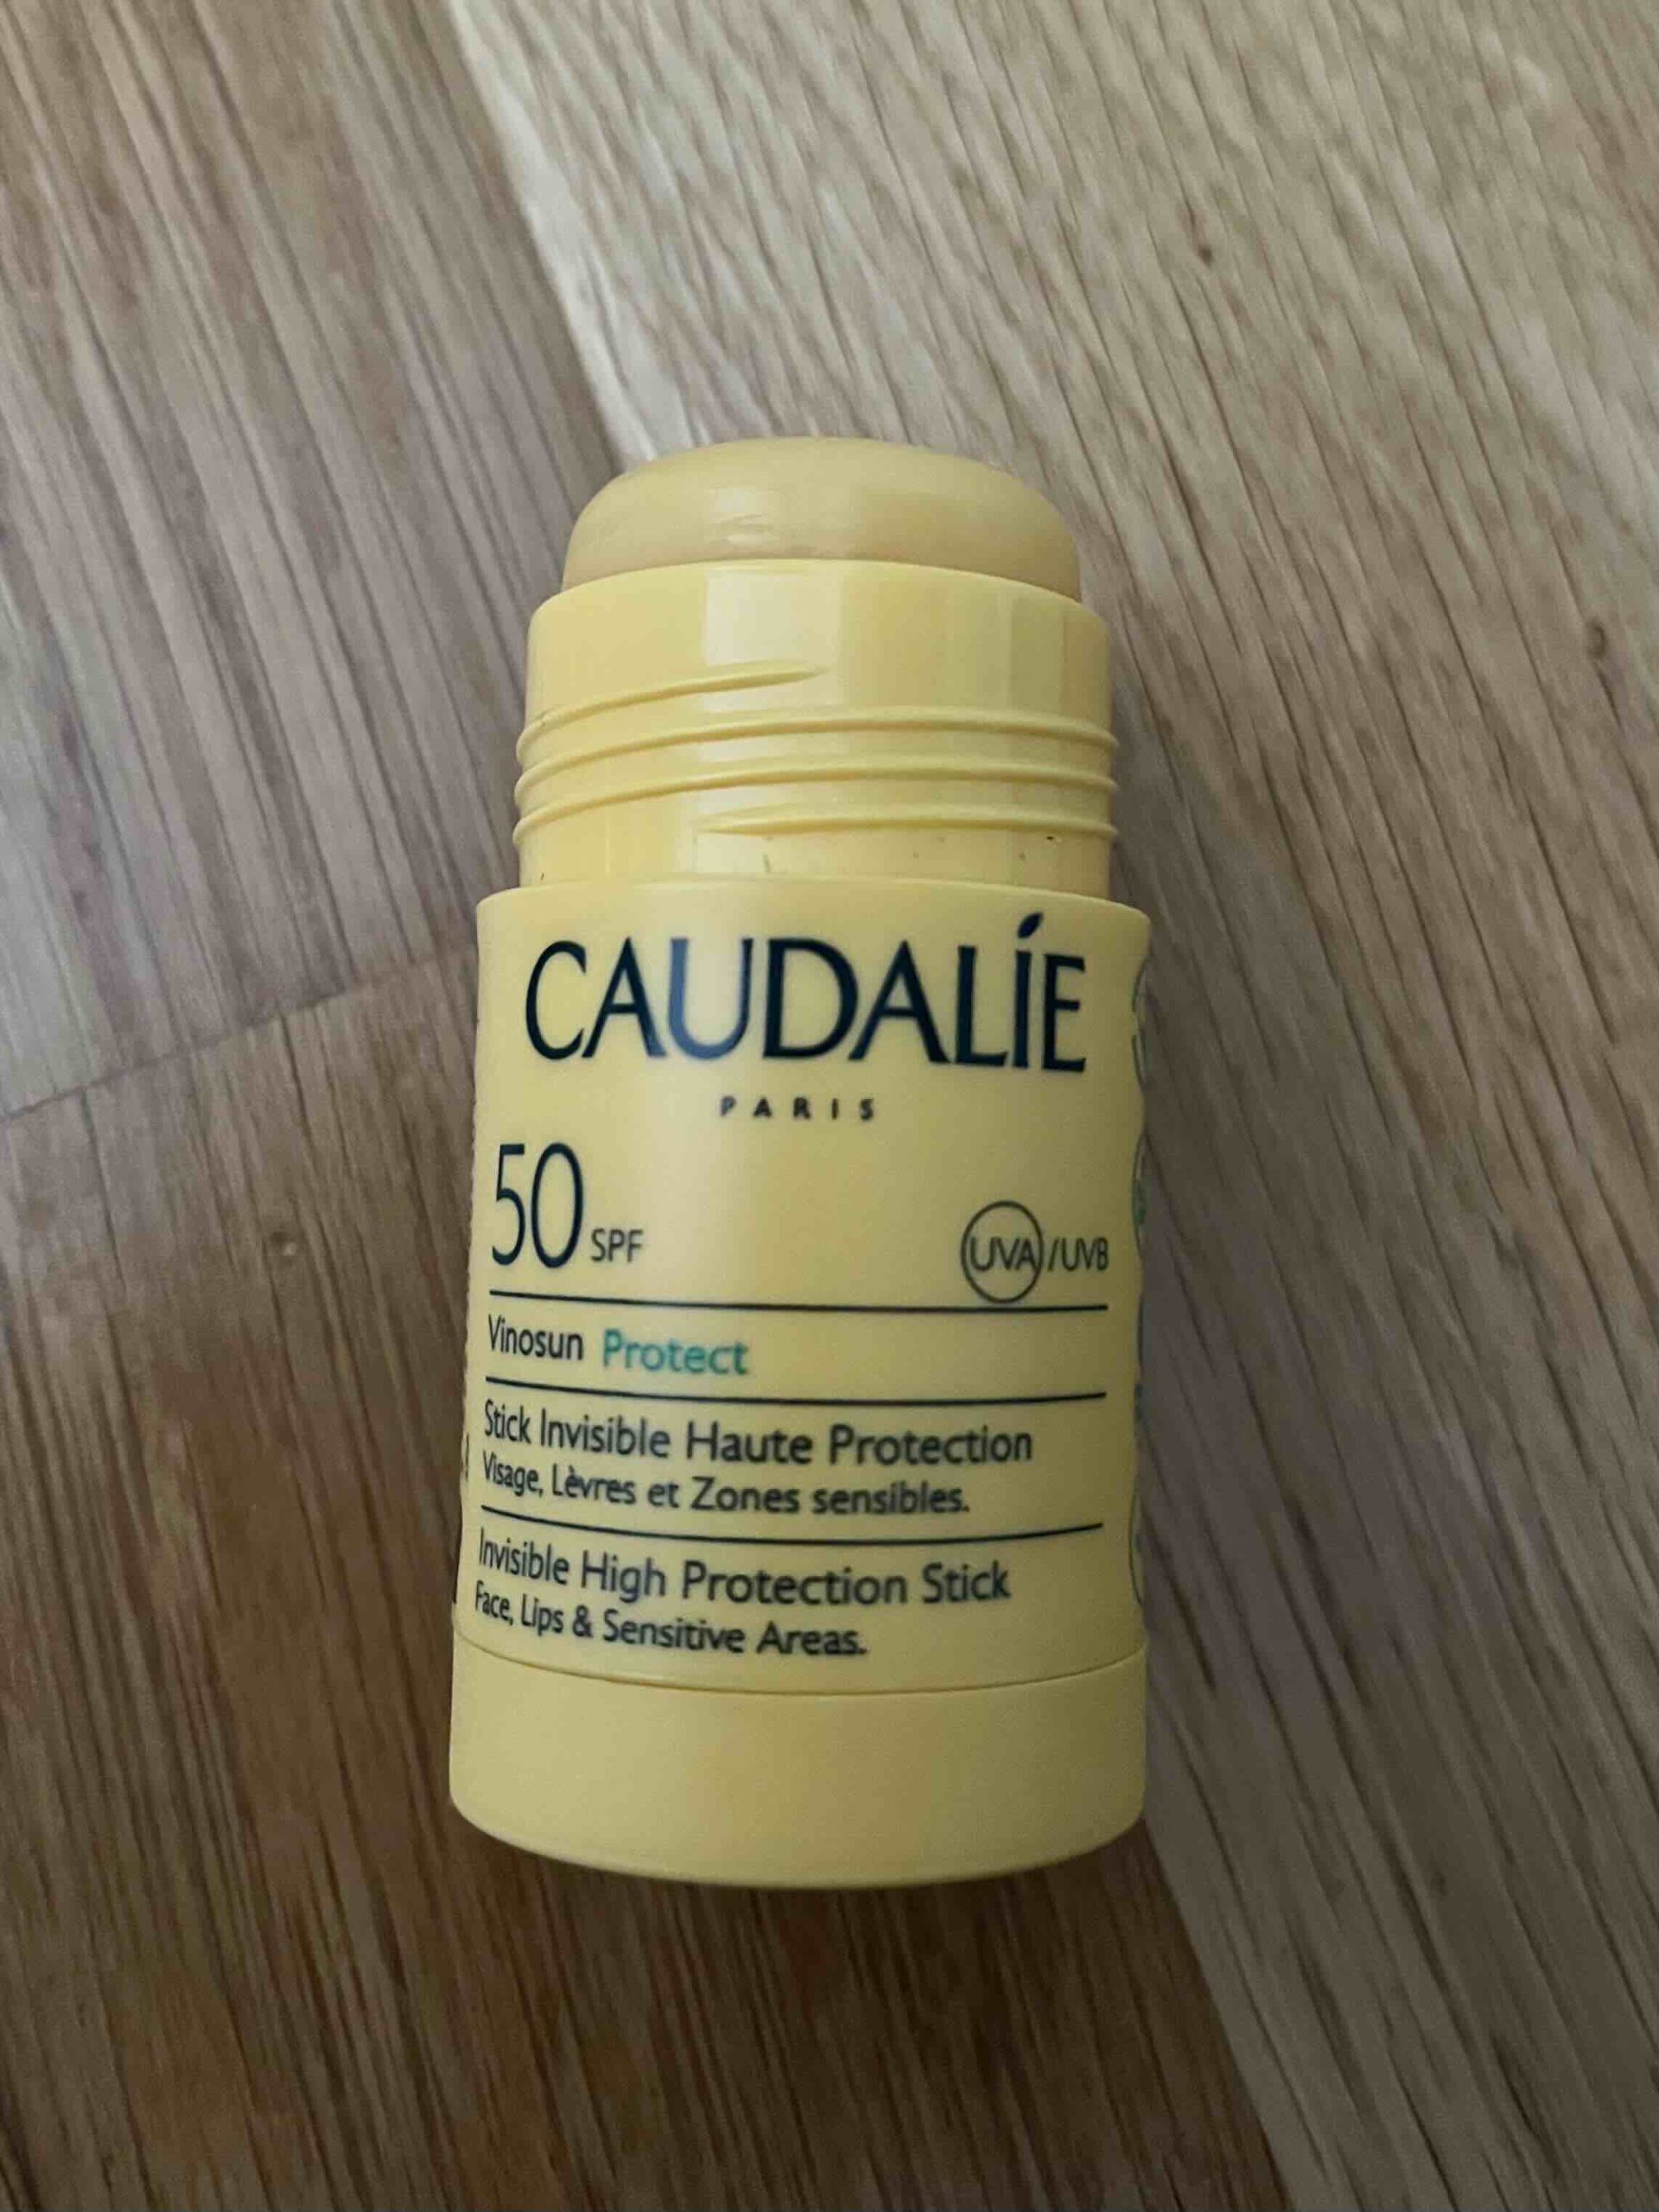 CAUDALÍE
PARIS
50 SPF
UVA/UVB
Vinosun Protect
Stick Invisible Haute Protection
Visage, Lèvres et Zones sensibles.
Invisible High Protection Stick
Face, Lips & Sensitive Areas.